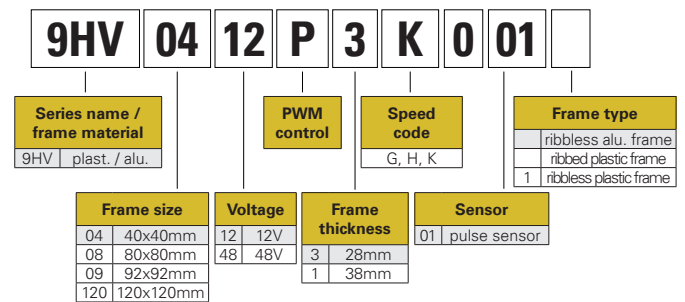 9HV 04 12 P 3 K 0 01
Series name /
frame material
9HV plast. / alu.
PWM
control
Speed
code
G, H, K
Frame type
ribbless alu. frame
ribbed plastic frame
1 ribbless plastic frame
Frame size
04 40x40mm
08 80x80mm
09 92x92mm
120 120x120mm
Voltage
12 12V
48 48V
Frame
thickness
3 28mm
1 38mm
Sensor
01 pulse sensor